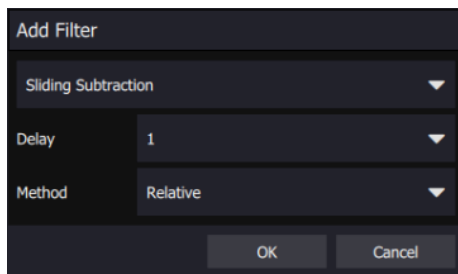 Add Filter
Sliding Subtraction
Delay 1
Method Relative
OK Cancel